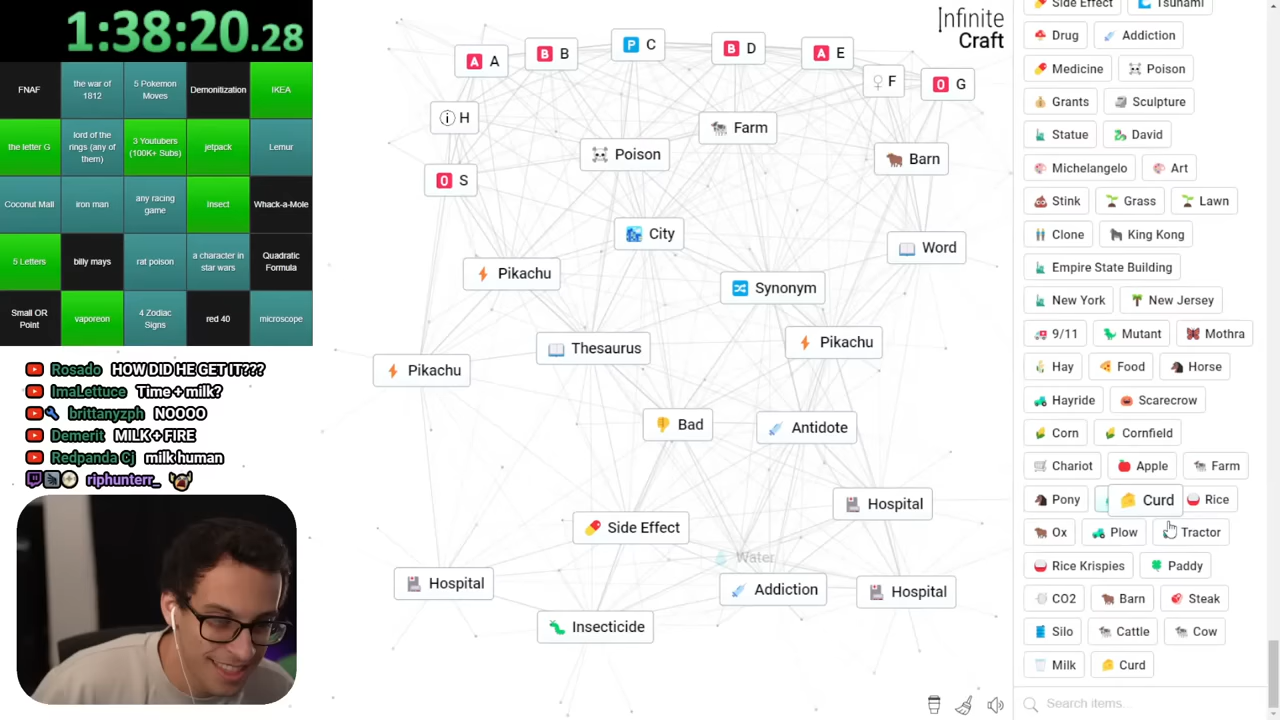 1:38:20.28
FNAF
the war of 1812
5 Pokemon Moves
Demonitization
IKEA
the letter G
lord of the rings (any of them)
3 Youtubers (100K+ Subs)
jetpack
Lemur
Coconut Mall
iron man
any racing game
Insect
Whack-a-Mole
5 Letters
billy mays
rat poison
a character in star wars
Quadratic Formula
Small OR Point
vaporeon
4 Zodiac Signs
red 40
microscope
Rosado HOW DID HE GET IT???
ImaLettuce Time + milk?
brittanyzph NOOOO
Demerit MILK + FIRE
Redpanda Cj milk human
riphunterr_
Infinite
Craft
A A
B B
P C
B D
A E
F
O G
H
Farm
Poison
Barn
O S
City
Word
Pikachu
Synonym
Pikachu
Thesaurus
Pikachu
Bad
Antidote
Hospital
Side Effect
Water
Hospital
Addiction
Hospital
Insecticide
Side Effect Tsunami
Drug Addiction
Medicine Poison
Grants Sculpture
Statue David
Michelangelo Art
Stink Grass Lawn
Clone King Kong
Empire State Building
New York New Jersey
9/11 Mutant Mothra
Hay Food Horse
Hayride Scarecrow
Corn Cornfield
Chariot Apple Farm
Pony Curd Rice
Ox Plow Tractor
Rice Krispies Paddy
CO2 Barn Steak
Silo Cattle Cow
Milk Curd
Search items...